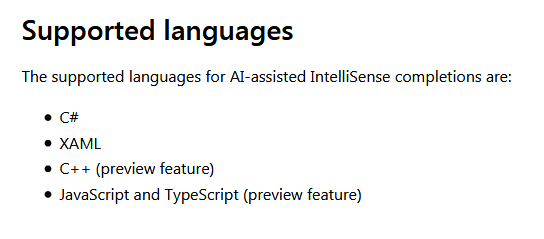 Supported languages
The supported languages for AI-assisted IntelliSense completions are:
• C#
• XAML
• C++ (preview feature)
• JavaScript and TypeScript (preview feature)